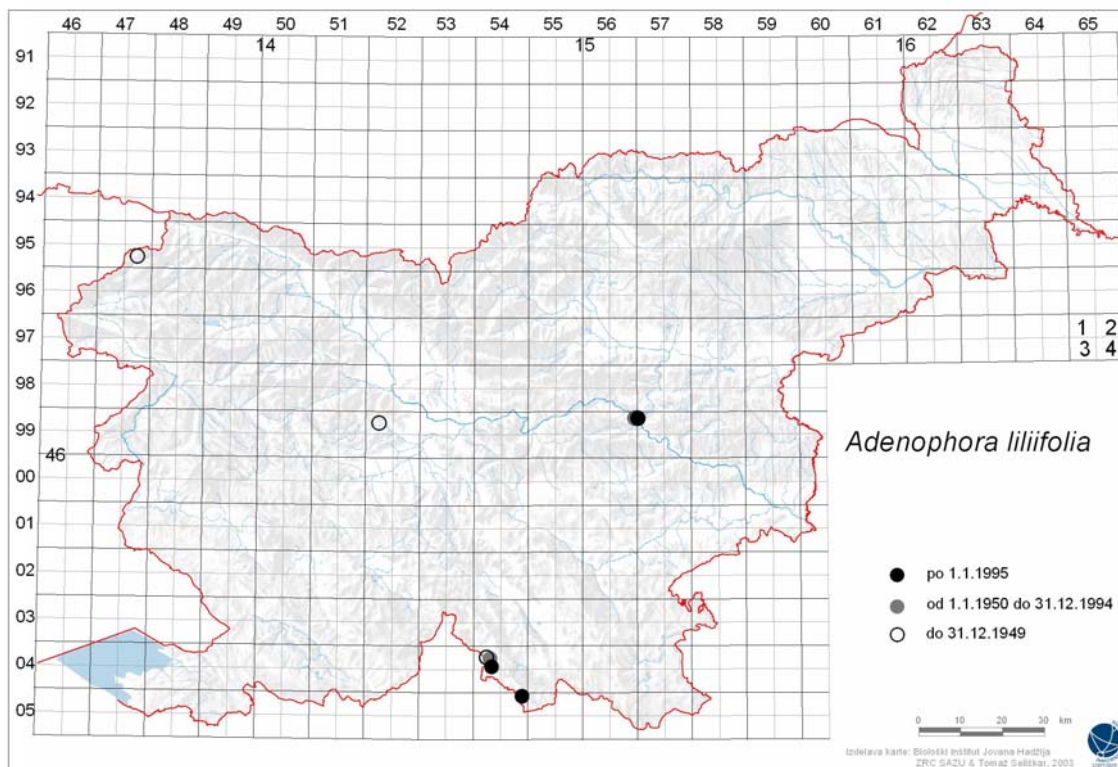 46 47 48 49 50 51 52 53 54 55 56 57 58 59 60 61 62 63 64 65
14 15 16
91
92
93
94
95
96
97
1 2
3 4
98
99
46
00
01
02
03
04
05
Adenophora liliifolia
po 1.1.1995
od 1.1.1950 do 31.12.1994
do 31.12.1949
0 10 20 30 km
Izdelava karte: Biološki inštitut Jovana Hadžija
ZRC SAZU & Tomaž Seliškar, 2003